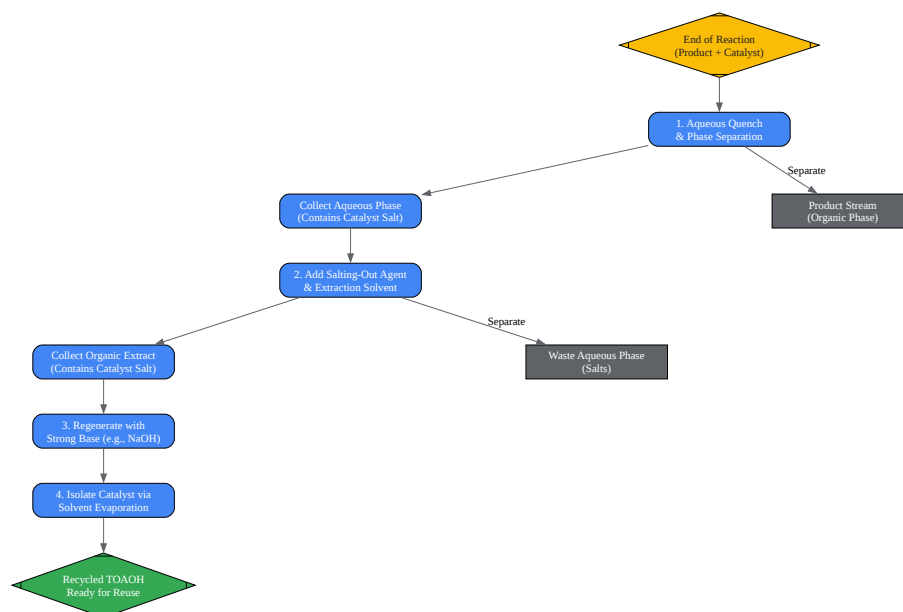 End of Reaction
(Product + Catalyst)
1. Aqueous Quench
& Phase Separation
Separate
Collect Aqueous Phase
(Contains Catalyst Salt)
Product Stream
(Organic Phase)
2. Add Salting-Out Agent
& Extraction Solvent
Separate
Collect Organic Extract
(Contains Catalyst Salt)
Waste Aqueous Phase
(Salts)
3. Regenerate with
Strong Base (e.g., NaOH)
4. Isolate Catalyst via
Solvent Evaporation
Recycled TOAOH
Ready for Reuse